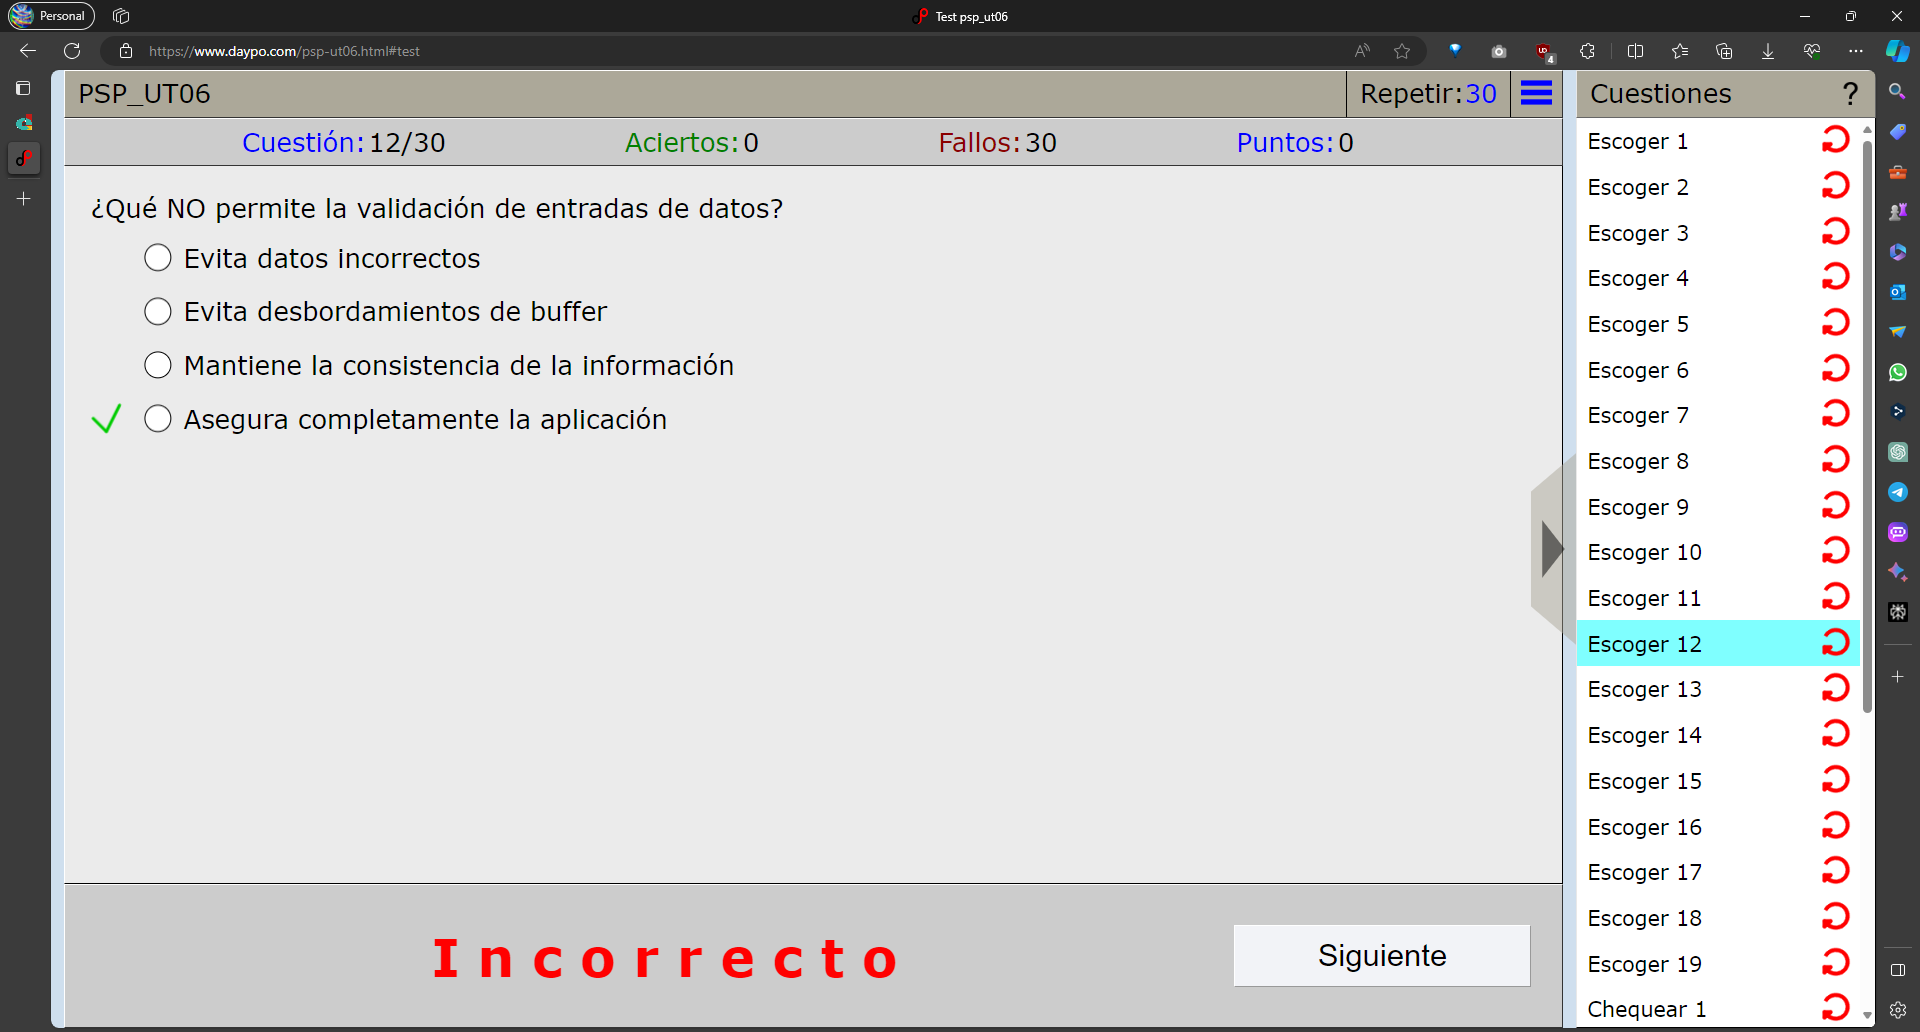 Personal
Test psp_ut06
https://www.daypo.com/psp-ut06.html#test
4
PSP_UT06
Repetir:30
Cuestión:12/30
Aciertos:0
Fallos:30
Puntos:0
¿Qué NO permite la validación de entradas de datos?
Evita datos incorrectos
Evita desbordamientos de buffer
Mantiene la consistencia de la información
Asegura completamente la aplicación
Incorrecto
Siguiente
Cuestiones ?
Escoger 1
Escoger 2
Escoger 3
Escoger 4
Escoger 5
Escoger 6
Escoger 7
Escoger 8
Escoger 9
Escoger 10
Escoger 11
Escoger 12
Escoger 13
Escoger 14
Escoger 15
Escoger 16
Escoger 17
Escoger 18
Escoger 19
Chequear 1